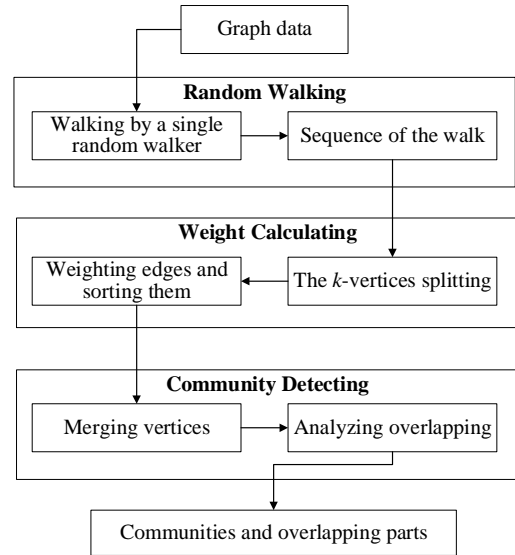 Graph data
Random Walking
Walking by a single
random walker
Sequence of the walk
Weight Calculating
Weighting edges and
sorting them
The k-vertices splitting
Community Detecting
Merging vertices
Analyzing overlapping
Communities and overlapping parts